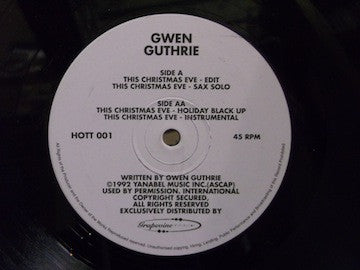 GWEN
GUTHRIE
SIDE A
THIS CHRISTMAS EVE - EDIT
THIS CHRISTMAS EVE - SAX SOLO
SIDE AA
THIS CHRISTMAS EVE - HOLIDAY BLACK UP
THIS CHRISTMAS EVE - INSTRUMENTAL
HOTT 001
45 RPM
WRITTEN BY GWEN GUTHRIE
©1992 YANABEL MUSIC INC.(ASCAP)
USED BY PERMISSION. INTERNATIONAL
COPYRIGHT SECURED.
ALL RIGHTS RESERVED
EXCLUSIVELY DISTRIBUTED BY
Grapevine